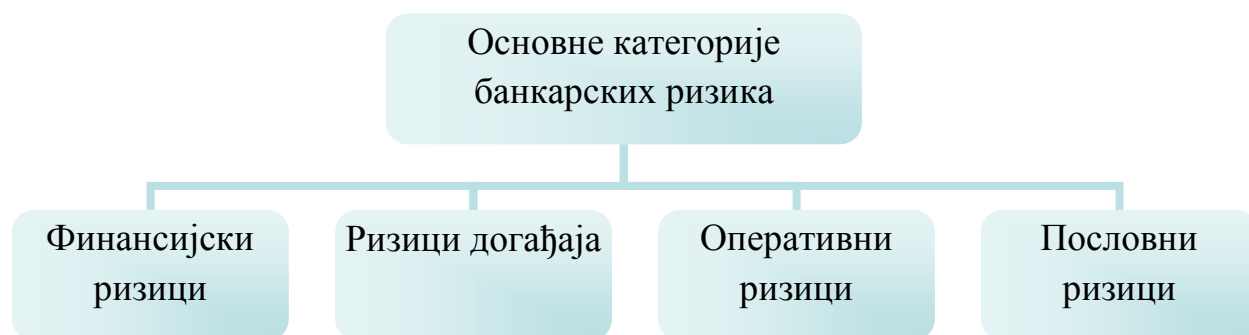 Основне категорије
банкарских ризика
Финансијски
ризици
Ризици догађаја
Оперативни
ризици
Пословни
ризици